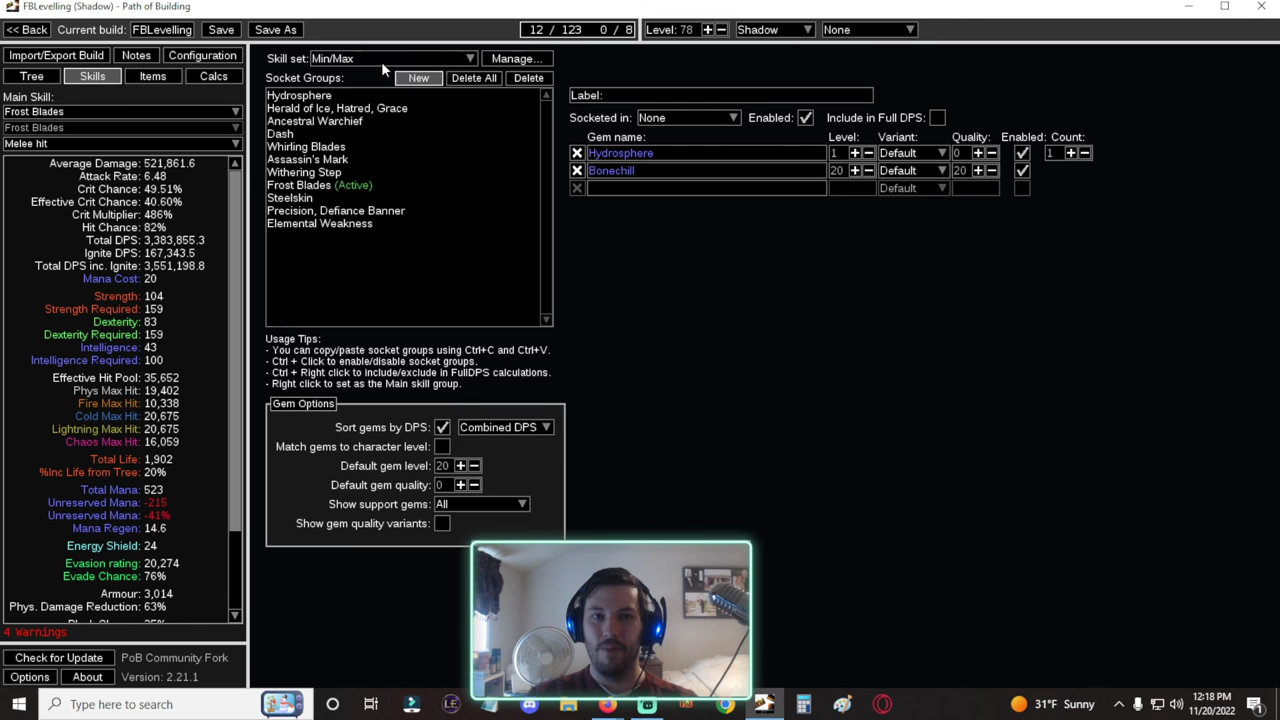 FBLevelling (Shadow) - Path of Building
<< Back Current build: FBLevelling Save Save As 12 / 123 0 / 8 Level: 78 Shadow None
Import/Export Build Notes Configuration
Tree Skills Items Calcs
Main Skill:
Frost Blades
Frost Blades
Melee hit
Average Damage: 521,861.6
Attack Rate: 6.48
Crit Chance: 49.51%
Effective Crit Chance: 40.60%
Crit Multiplier: 486%
Hit Chance: 82%
Total DPS: 3,383,855.3
Ignite DPS: 167,343.5
Total DPS inc. Ignite: 3,551,198.8
Mana Cost: 20
Strength: 104
Strength Required: 159
Dexterity: 83
Dexterity Required: 159
Intelligence: 43
Intelligence Required: 100
Effective Hit Pool: 35,652
Phys Max Hit: 19,402
Fire Max Hit: 10,338
Cold Max Hit: 20,675
Lightning Max Hit: 20,675
Chaos Max Hit: 16,059
Total Life: 1,902
%Inc Life from Tree: 20%
Total Mana: 523
Unreserved Mana: -215
Unreserved Mana: -41%
Mana Regen: 14.6
Energy Shield: 24
Evasion rating: 20,274
Evade Chance: 76%
Armour: 3,014
Phys. Damage Reduction: 63%
4 Warnings
Check for Update PoB Community Fork
Options About Version: 2.21.1
Skill set: Min/Max Manage...
Socket Groups: New Delete All Delete
Hydrosphere
Herald of Ice, Hatred, Grace
Ancestral Warchief
Dash
Whirling Blades
Assassin's Mark
Withering Step
Frost Blades (Active)
Steelskin
Precision, Defiance Banner
Elemental Weakness
Usage Tips:
- You can copy/paste socket groups using Ctrl+C and Ctrl+V.
- Ctrl + Click to enable/disable socket groups.
- Ctrl + Right click to include/exclude in FullDPS calculations.
- Right click to set as the Main skill group.
Gem Options
Sort gems by DPS: Combined DPS
Match gems to character level:
Default gem level: 20
Default gem quality: 0
Show support gems: All
Show gem quality variants:
Label:
Socketed in: None Enabled: Include in Full DPS:
Gem name: Level: Variant: Quality: Enabled: Count:
Hydrosphere 1 Default 0 1
Bonechill 20 Default 20
Default
Type here to search
31°F Sunny
12:18 PM
11/20/2022